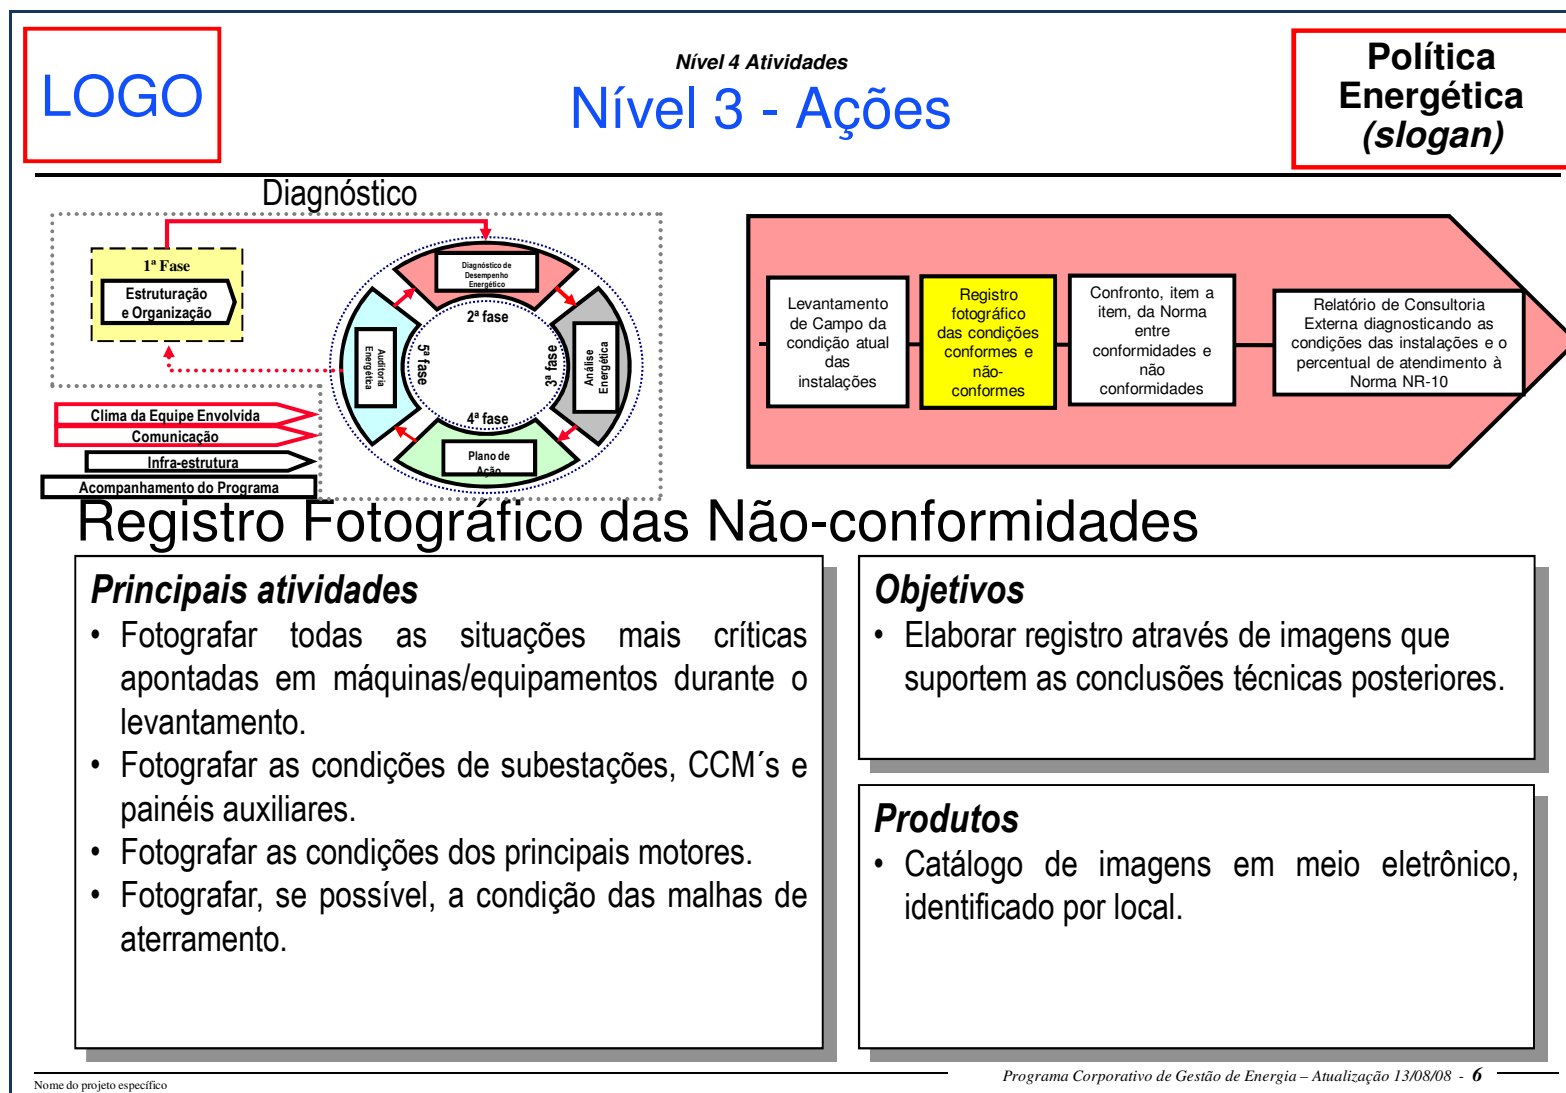 LOGO
Nível 4 Atividades
Nível 3 - Ações
Política
Energética
(slogan)
Diagnóstico
1ª Fase
Estruturação
e Organização
Diagnóstico de
Desempenho
Energético
2ª fase
Análise
Energética
3ª fase
4ª fase
Plano de
Ação
Auditoria
Energética
5ª fase
Clima da Equipe Envolvida
Comunicação
Infra-estrutura
Acompanhamento do Programa
Levantamento
de Campo da
condição atual
das
instalações
Registro
fotográfico
das condições
conformes e
não-
conformes
Confronto, item a
item, da Norma
entre
conformidades e
não
conformidades
Relatório de Consultoria
Externa diagnosticando as
condições das instalações e o
percentual de atendimento à
Norma NR-10
Registro Fotográfico das Não-conformidades
Principais atividades
• Fotografar todas as situações mais críticas
apontadas em máquinas/equipamentos durante o
levantamento.
• Fotografar as condições de subestações, CCM´s e
painéis auxiliares.
• Fotografar as condições dos principais motores.
• Fotografar, se possível, a condição das malhas de
aterramento.
Objetivos
• Elaborar registro através de imagens que
suportem as conclusões técnicas posteriores.
Produtos
• Catálogo de imagens em meio eletrônico,
identificado por local.
Nome do projeto específico
Programa Corporativo de Gestão de Energia – Atualização 13/08/08 - 6